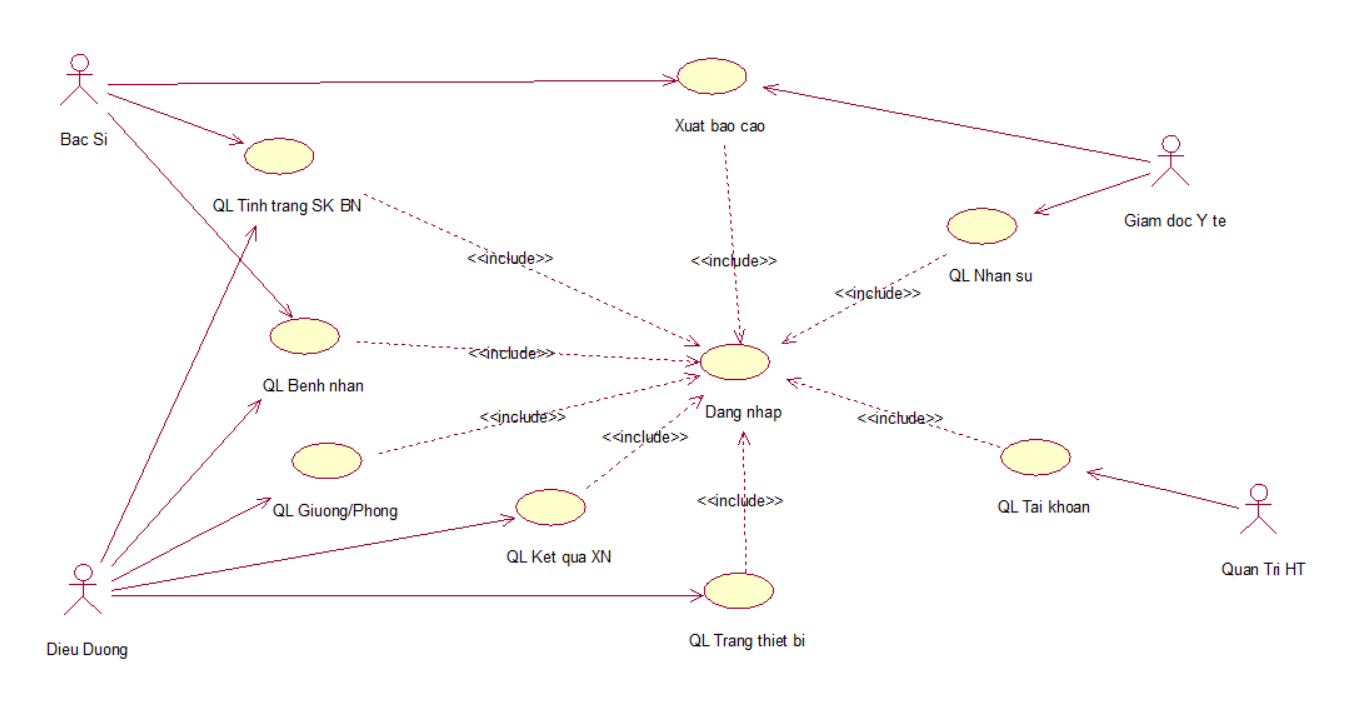 Bac Si
Xuat bao cao
QL Tinh trang SK BN
Giam doc Y te
<<include>>
<<include>>
QL Nhan su
<<include>>
<<include>>
QL Benh nhan
Dang nhap
<<include>>
<<include>>
<<include>>
<<include>>
QL Giuong/Phong
QL Tai khoan
QL Ket qua XN
Quan Tri HT
QL Trang thiet bi
Dieu Duong